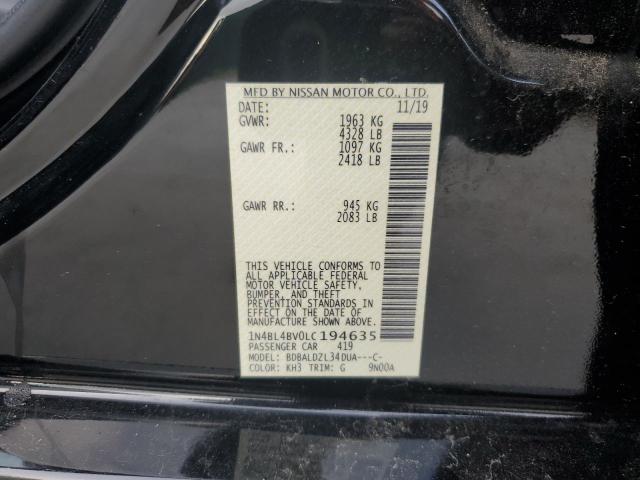 MFD BY NISSAN MOTOR CO., LTD.
DATE: 11/19
GVWR: 1963 KG
4328 LB
GAWR FR.: 1097 KG
2418 LB
GAWR RR.: 945 KG
2083 LB
THIS VEHICLE CONFORMS TO
ALL APPLICABLE FEDERAL
MOTOR VEHICLE SAFETY,
BUMPER, AND THEFT
PREVENTION STANDARDS IN
EFFECT ON THE DATE OF
MANUFACTURE SHOWN ABOVE.
1N4BL4BV0LC194635
PASSENGER CAR 419
MODEL: BDBALDZL34DUA---C-
COLOR: KH3 TRIM: G 9N00A